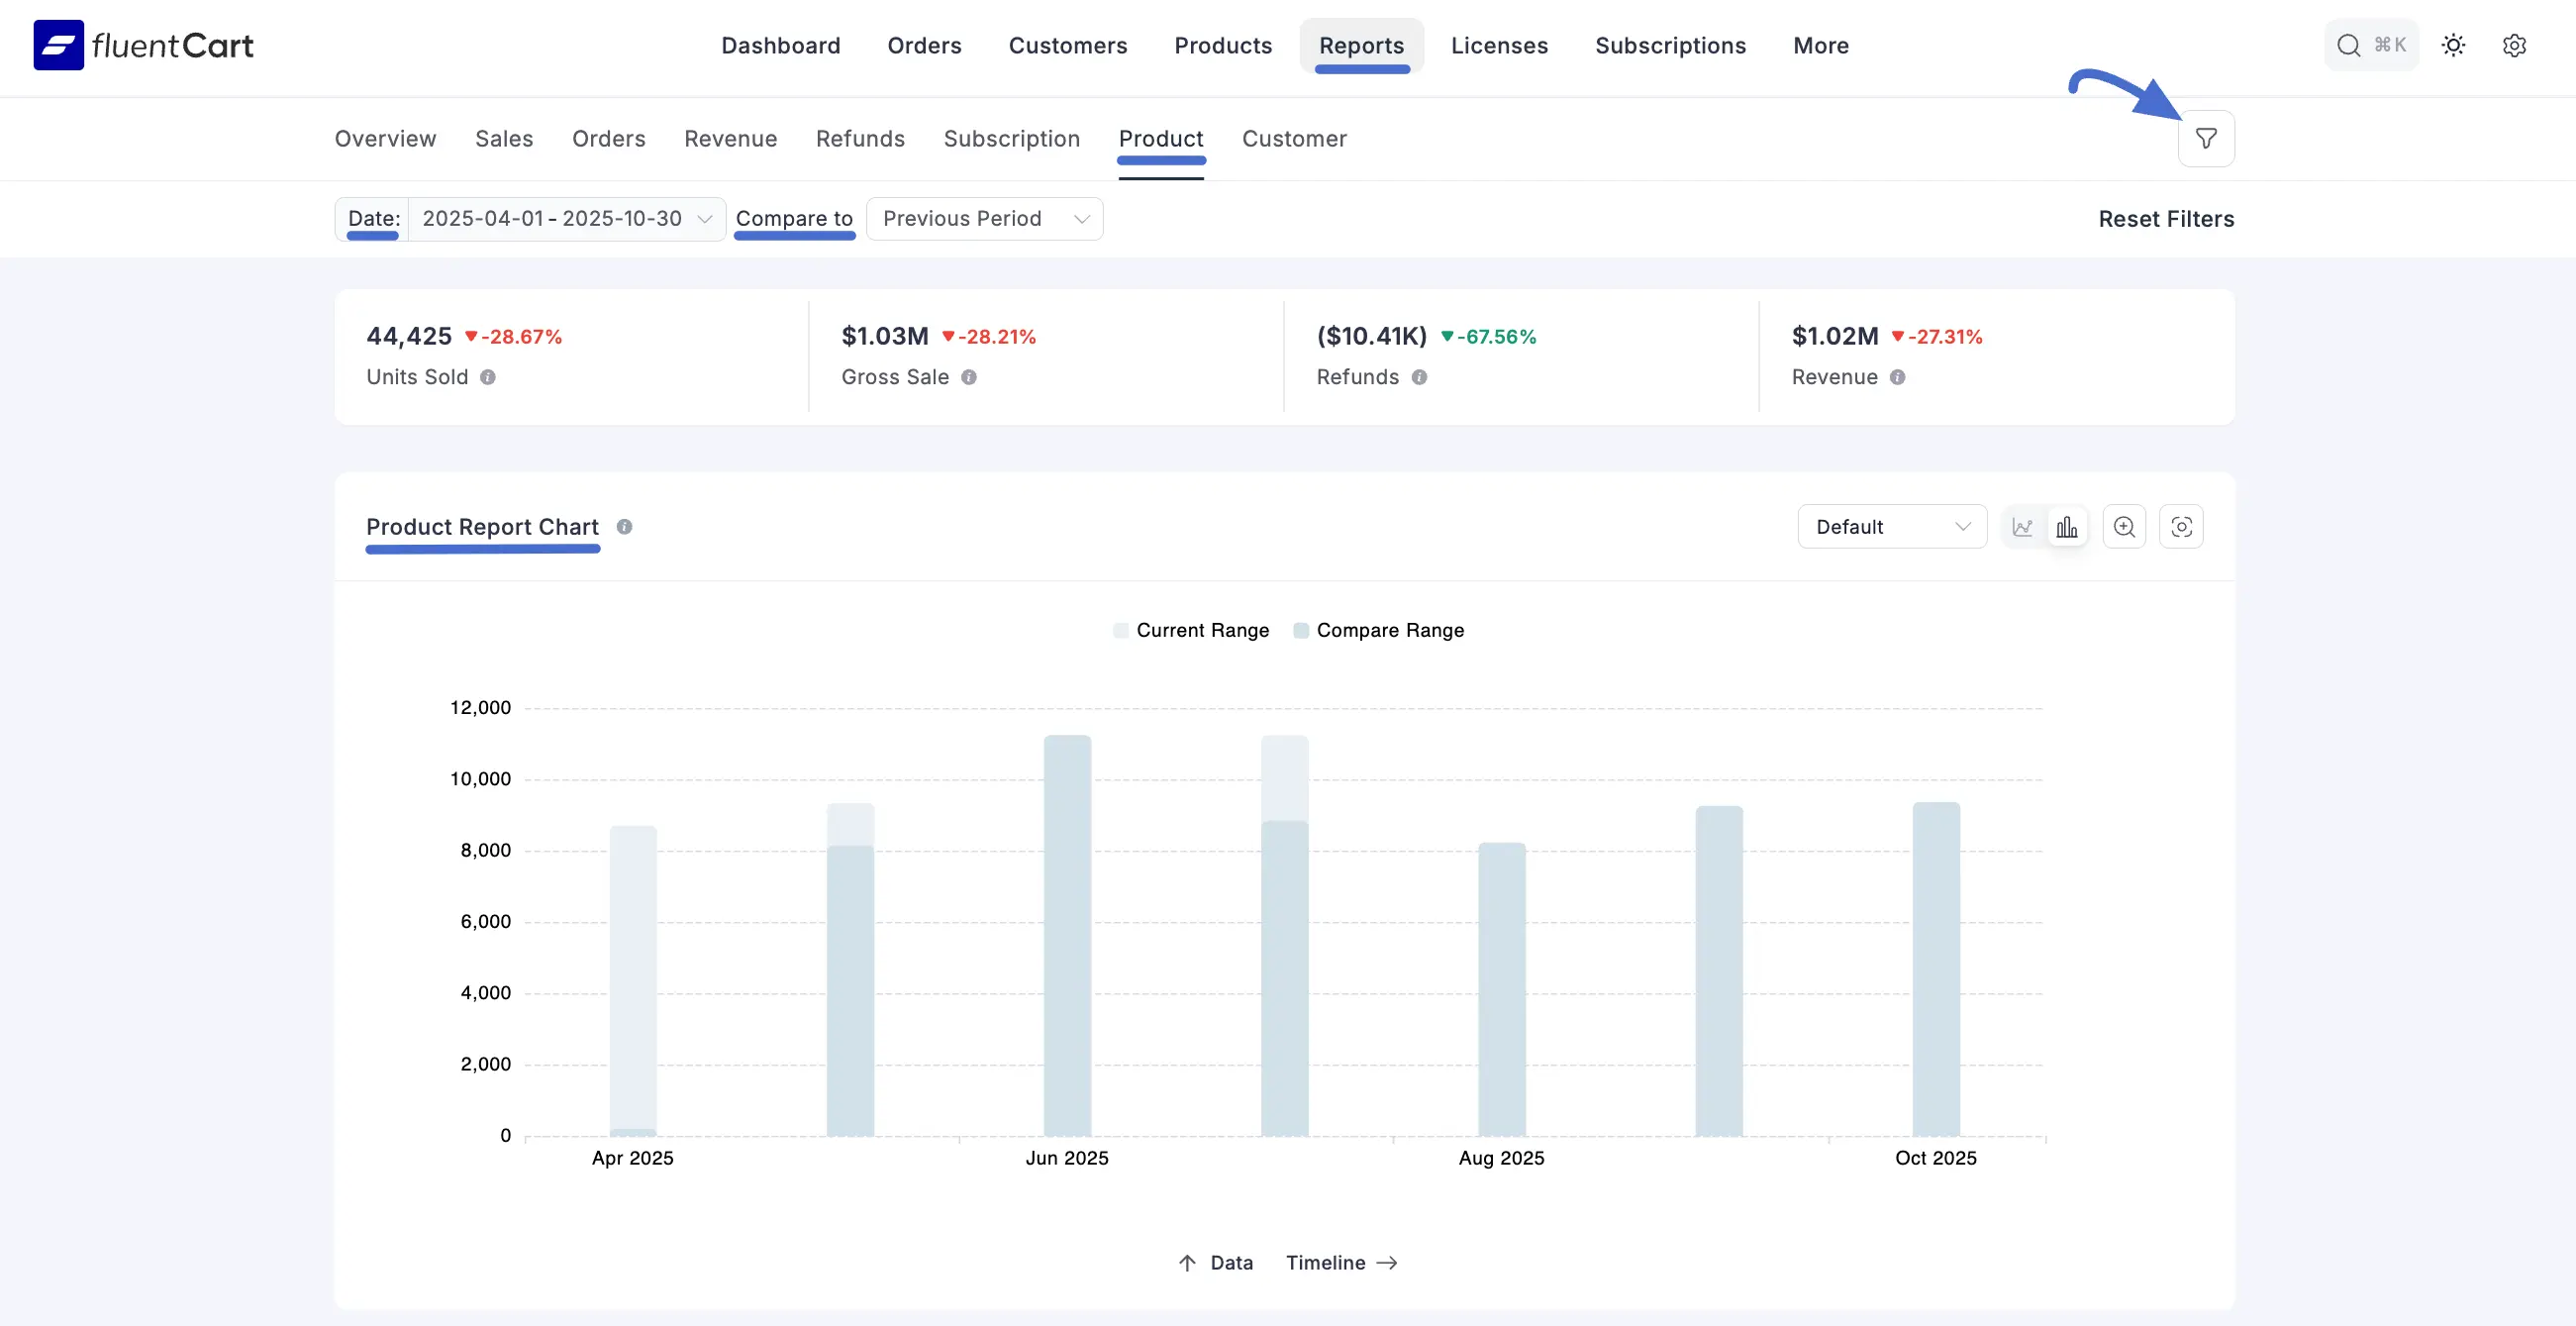 fluentCart
Dashboard Orders Customers Products Reports Licenses Subscriptions More
⌘K
Overview Sales Orders Revenue Refunds Subscription Product Customer
Date: 2025-04-01 - 2025-10-30 Compare to Previous Period Reset Filters
44,425 ▼-28.67% $1.03M ▼-28.21% ($10.41K) ▼-67.56% $1.02M ▼-27.31%
Units Sold Gross Sale Refunds Revenue
Product Report Chart Default
Current Range Compare Range
12,000
10,000
8,000
6,000
4,000
2,000
0
Apr 2025 Jun 2025 Aug 2025 Oct 2025
↑ Data Timeline →